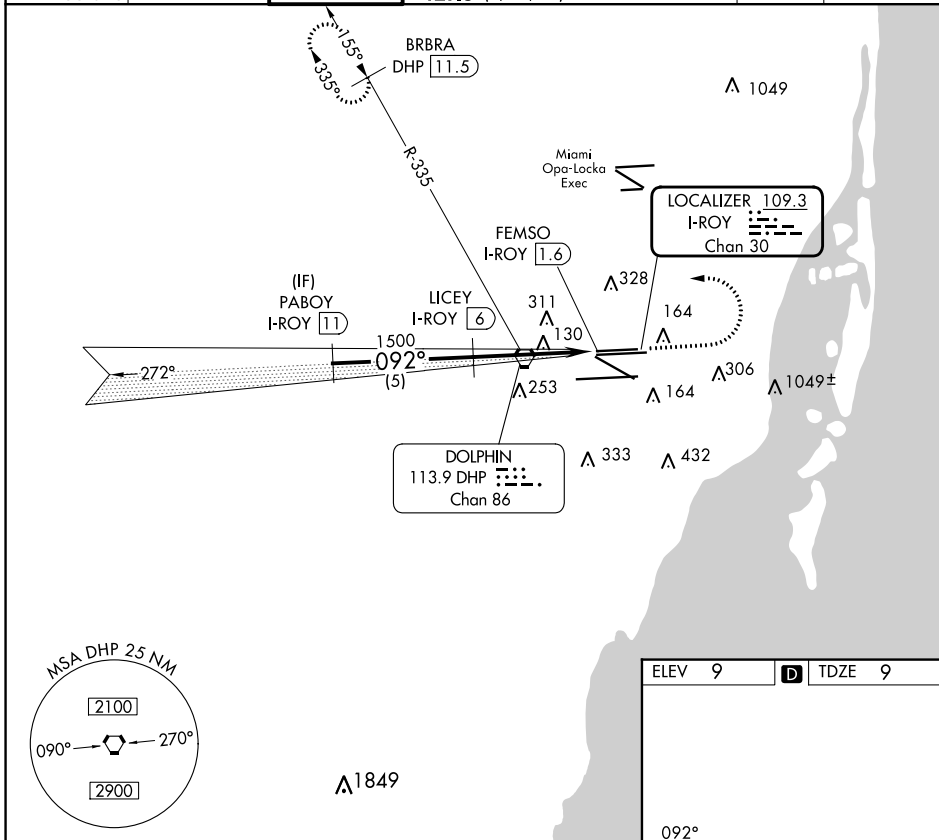 155°
335°
BRBRA
DHP 11.5
R-335
1049
Miami
Opa-Locka
Exec
LOCALIZER 109.3
I-ROY
Chan 30
FEMSO
I-ROY 1.6
328
(IF)
PABOY
I-ROY 11
LICEY
I-ROY 6
311
130
164
1500
092°
(5)
272°
253
164
306
1049±
DOLPHIN
113.9 DHP
Chan 86
333
432
MSA DHP 25 NM
2100
090°
270°
2900
1849
ELEV 9 D TDZE 9
092°